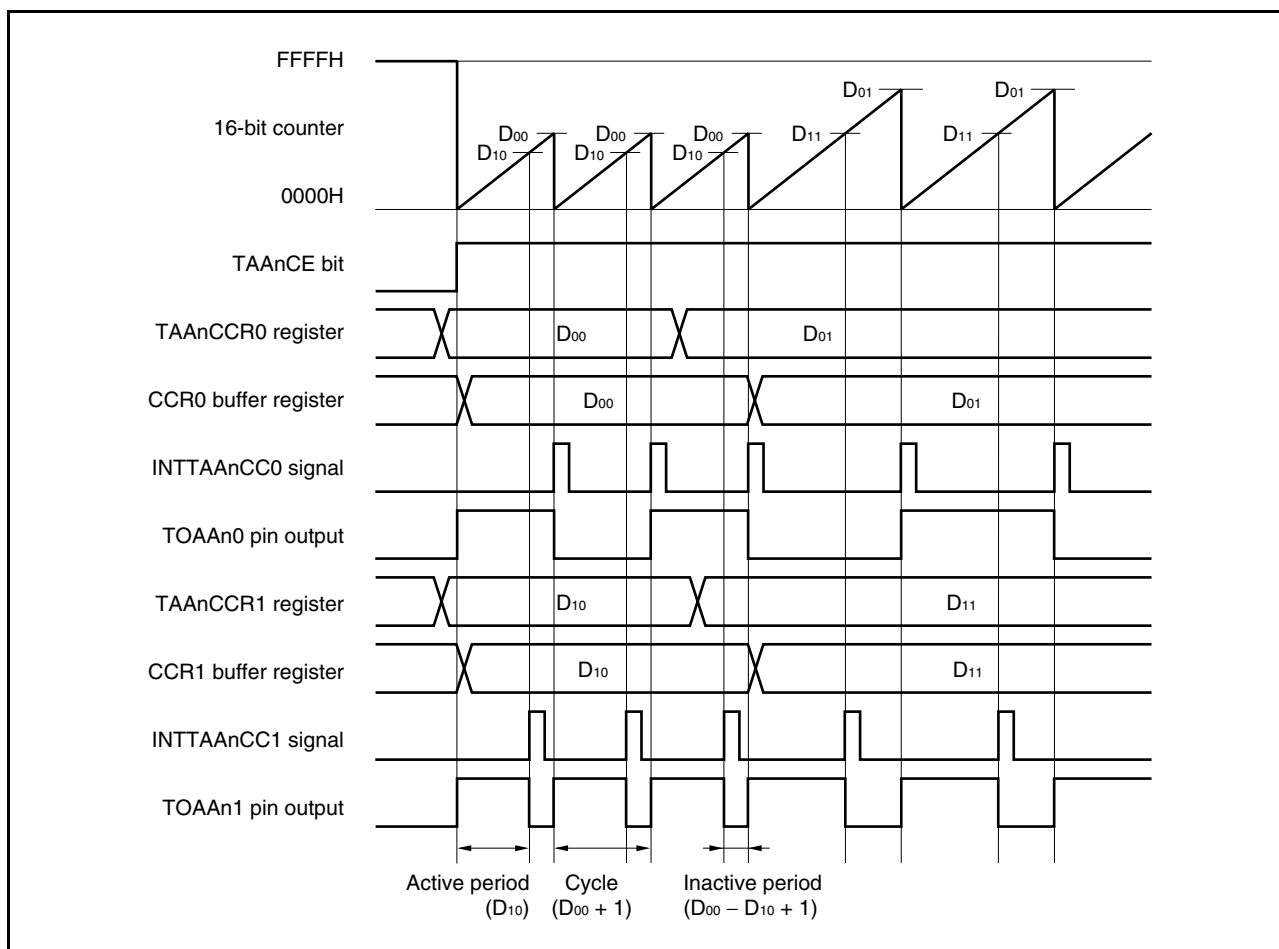 FFFFH
D01 D01
16-bit counter D00 D00 D00 D11 D11
D10 D10 D10
0000H
TAAnCE bit
TAAnCCR0 register D00 D01
CCR0 buffer register D00 D01
INTTAAnCC0 signal
TOAAn0 pin output
TAAnCCR1 register D10 D11
CCR1 buffer register D10 D11
INTTAAnCC1 signal
TOAAn1 pin output
Active period Cycle Inactive period
(D10) (D00 + 1) (D00 − D10 + 1)